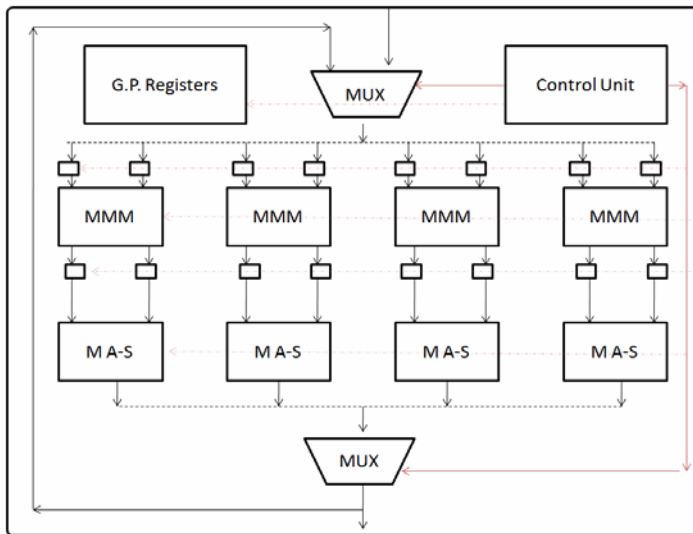 G.P. Registers
MUX
Control Unit
MMM
MMM
MMM
MMM
M A-S
M A-S
M A-S
M A-S
MUX